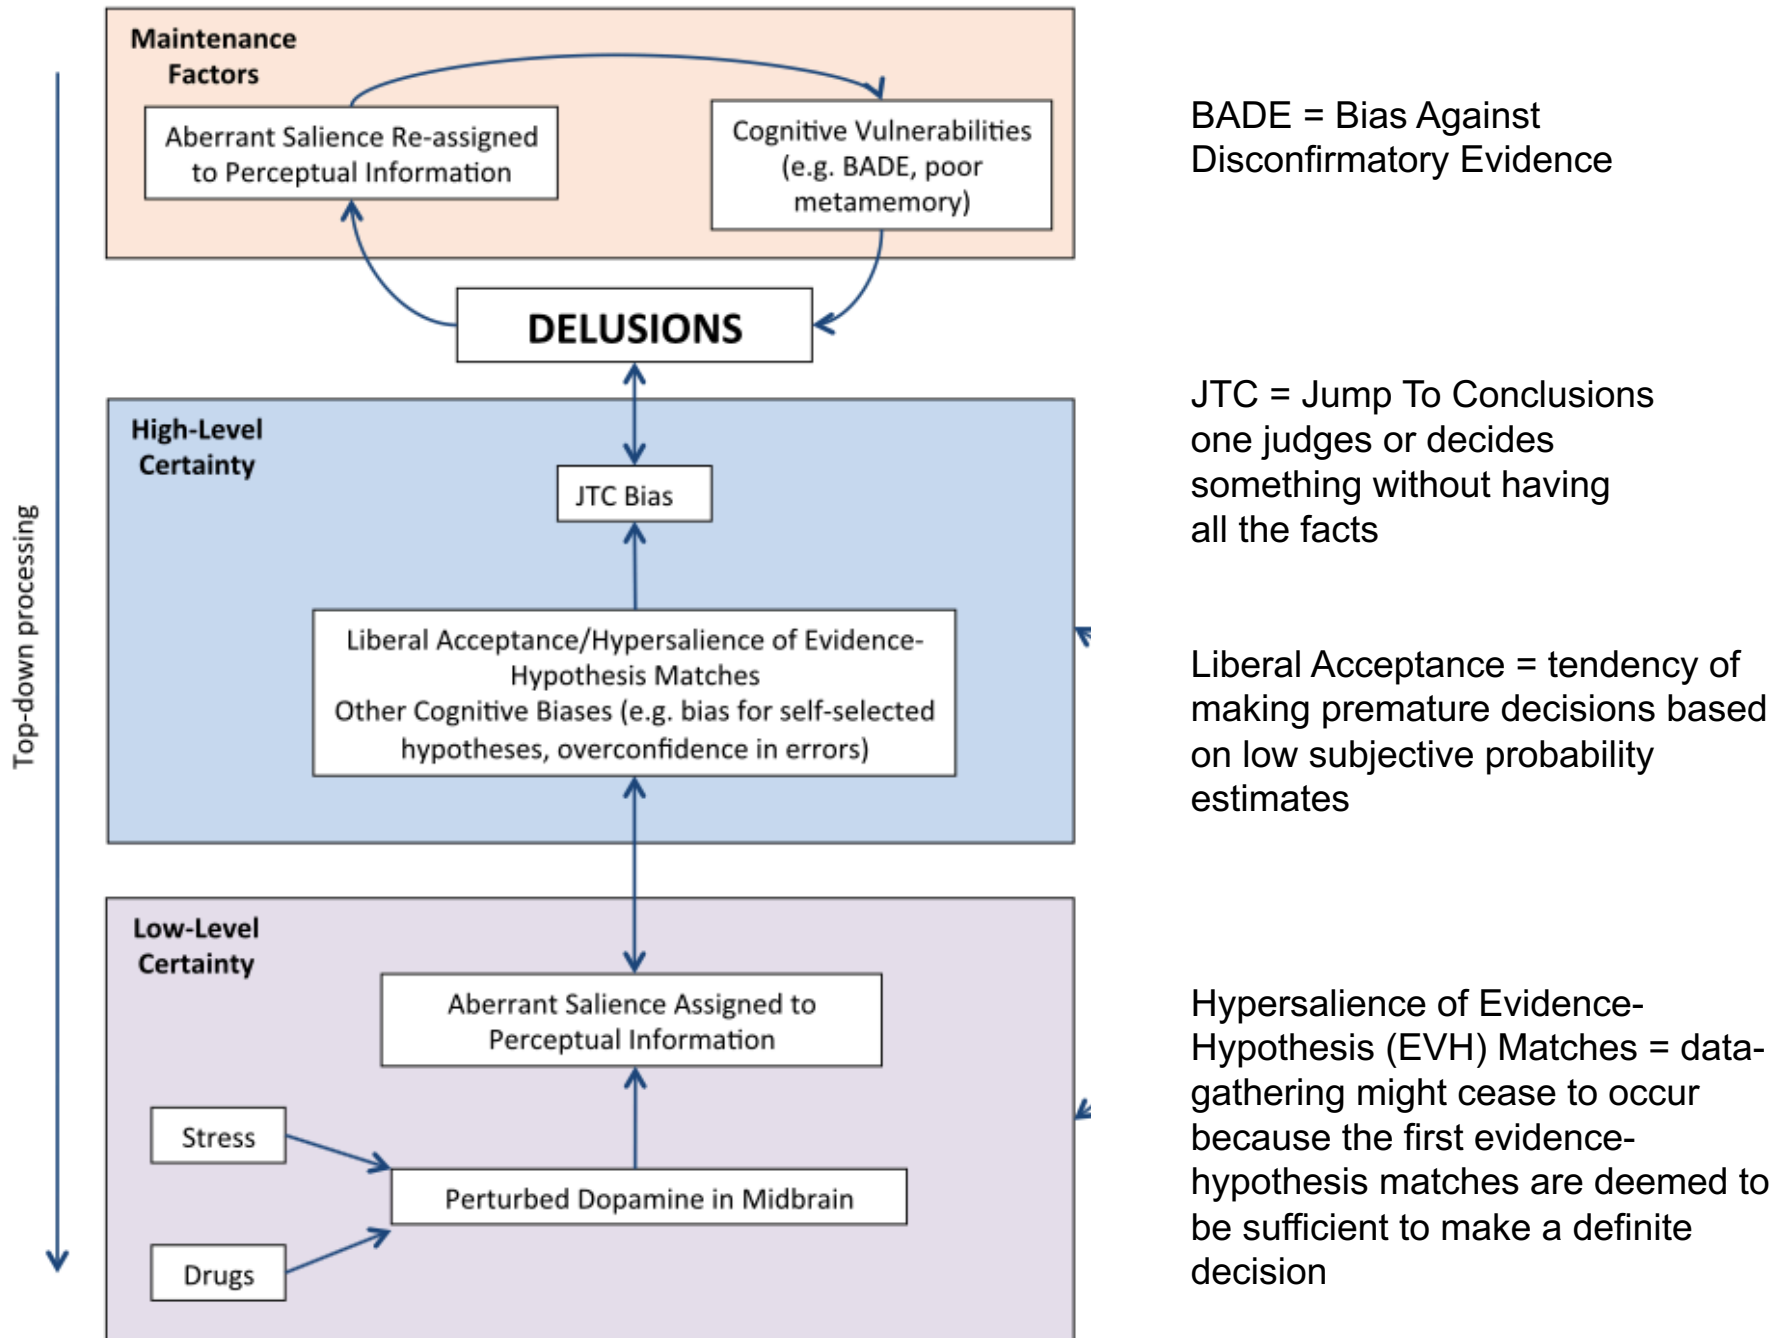 Maintenance
Factors
Aberrant Salience Re-assigned
to Perceptual Information
Cognitive Vulnerabilities
(e.g. BADE, poor
metamemory)
BADE = Bias Against
Disconfirmatory Evidence
DELUSIONS
High-Level
Certainty
JTC Bias
JTC = Jump To Conclusions
one judges or decides
something without having
all the facts
Top-down processing
Liberal Acceptance/Hypersalience of Evidence-
Hypothesis Matches
Other Cognitive Biases (e.g. bias for self-selected
hypotheses, overconfidence in errors)
Liberal Acceptance = tendency of
making premature decisions based
on low subjective probability
estimates
Low-Level
Certainty
Aberrant Salience Assigned to
Perceptual Information
Stress
Perturbed Dopamine in Midbrain
Drugs
Hypersalience of Evidence-
Hypothesis (EVH) Matches = data-
gathering might cease to occur
because the first evidence-
hypothesis matches are deemed to
be sufficient to make a definite
decision